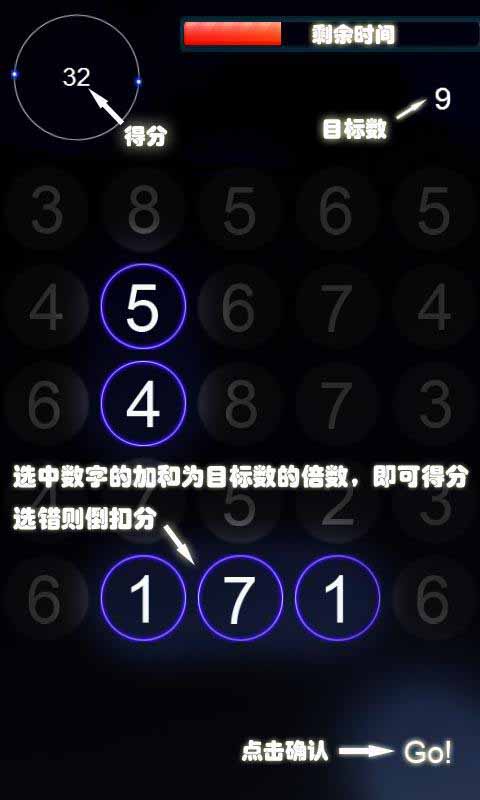 剩余时间
32
9
得分
目标数
3 8 5 6 5
4 5 6 7 4
6 4 8 7 3
选中数字的加和为目标数的倍数，即可得分
4 7 5 2 3
选错则倒扣分
6 1 7 1 6
点击确认 Go!